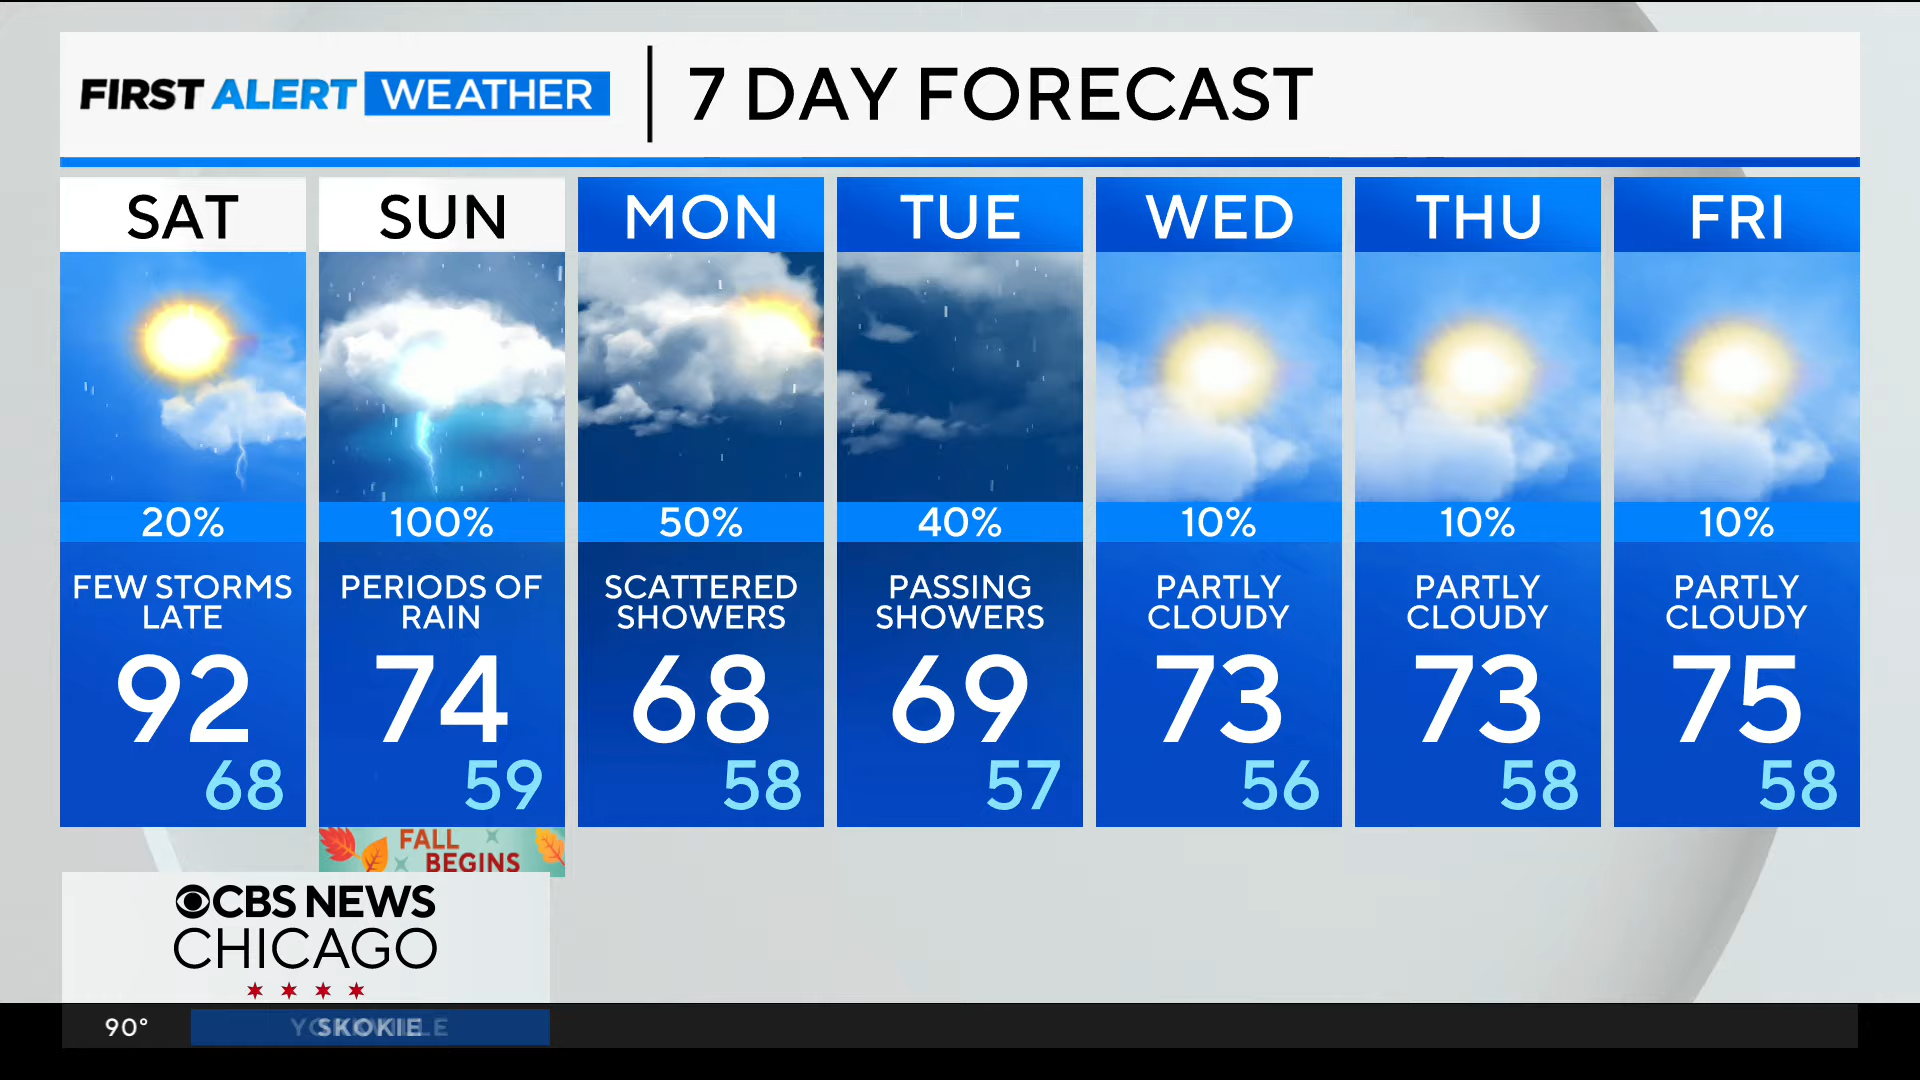 FIRST ALERT WEATHER
7 DAY FORECAST
SAT
SUN
MON
TUE
WED
THU
FRI
20%
100%
50%
40%
10%
10%
10%
FEW STORMS
LATE
PERIODS OF
RAIN
SCATTERED
SHOWERS
PASSING
SHOWERS
PARTLY
CLOUDY
PARTLY
CLOUDY
PARTLY
CLOUDY
92
74
68
69
73
73
75
68
59
58
57
56
58
58
FALL
BEGINS
CBS NEWS
CHICAGO
90°
SKOKIE